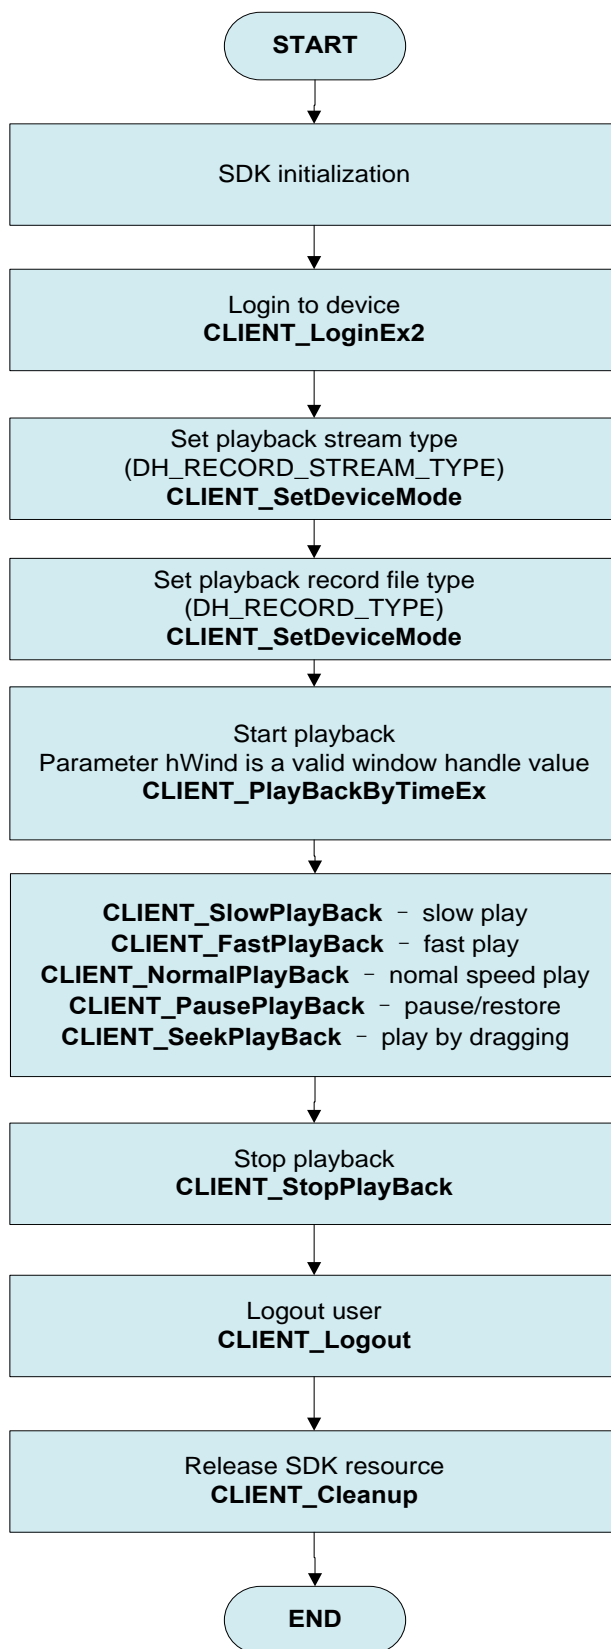 START
SDK initialization
Login to device
CLIENT_LoginEx2
Set playback stream type
(DH_RECORD_STREAM_TYPE)
CLIENT_SetDeviceMode
Set playback record file type
(DH_RECORD_TYPE)
CLIENT_SetDeviceMode
Start playback
Parameter hWind is a valid window handle value
CLIENT_PlayBackByTimeEx
CLIENT_SlowPlayBack – slow play
CLIENT_FastPlayBack – fast play
CLIENT_NormalPlayBack – nomal speed play
CLIENT_PausePlayBack – pause/restore
CLIENT_SeekPlayBack – play by dragging
Stop playback
CLIENT_StopPlayBack
Logout user
CLIENT_Logout
Release SDK resource
CLIENT_Cleanup
END